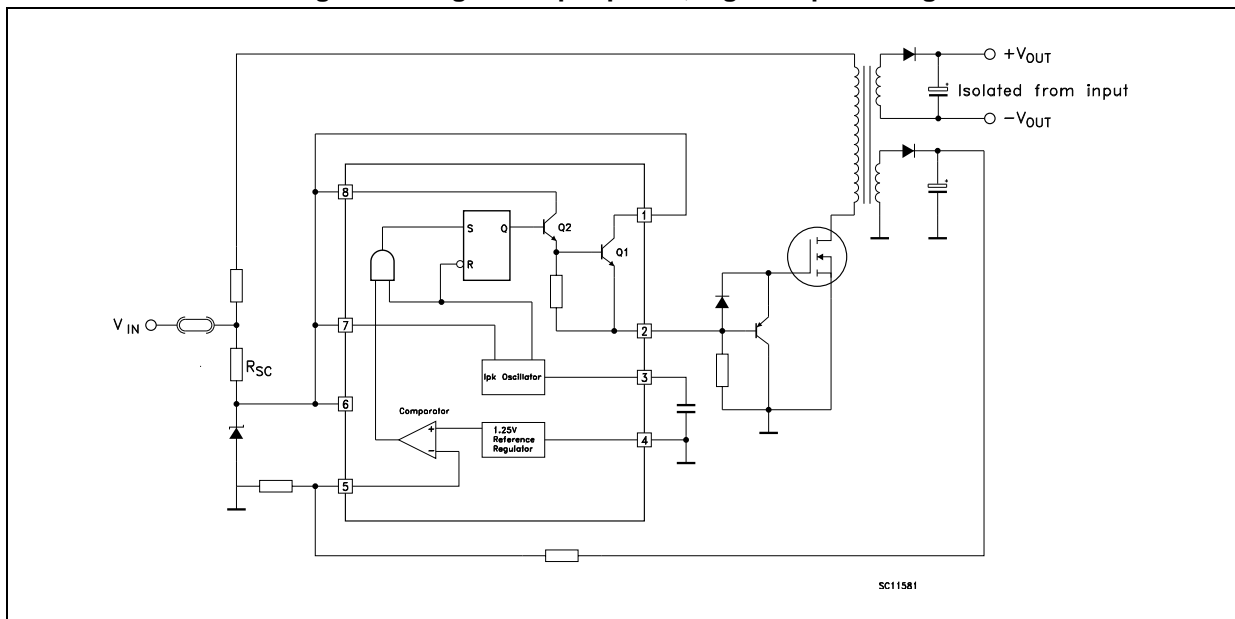 +VOUT
Isolated from input
-VOUT
8
1
S Q
Q2
R
Q1
VIN
7
2
RSC
Ipk Oscillator
3
6
Comparator
+
-
1.25V
Reference
Regulator
4
5
SC11581